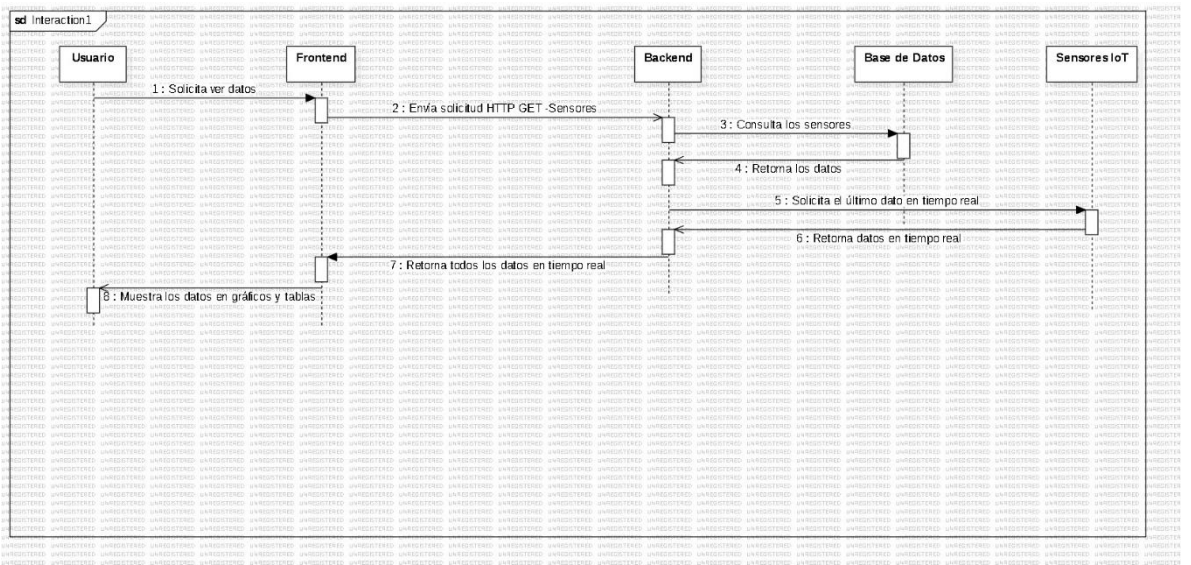 sd Interaction1
Usuario
Frontend
Backend
Base de Datos
Sensores IoT
1 : Solicita ver datos
2 : Envía solicitud HTTP GET -Sensores
3 : Consulta los sensores
4 : Retorna los datos
5 : Solicita el último dato en tiempo real
6 : Retorna datos en tiempo real
7 : Retorna todos los datos en tiempo real
8 : Muestra los datos en gráficos y tablas
UNREGISTERED